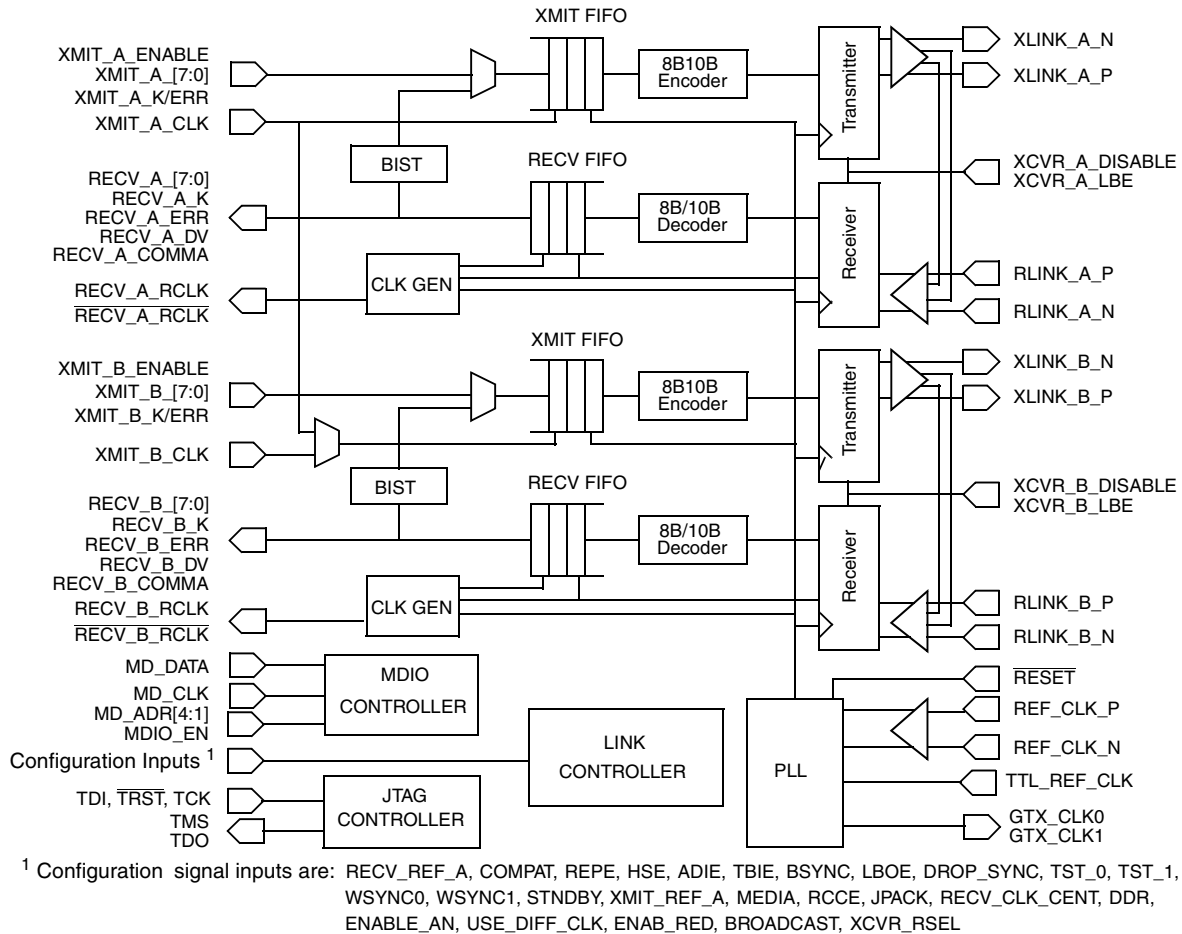 XMIT FIFO
XMIT_A_ENABLE
XMIT_A_[7:0]
XMIT_A_K/ERR
XMIT_A_CLK
8B10B
Encoder
Transmitter
XLINK_A_N
XLINK_A_P
BIST
RECV FIFO
XCVR_A_DISABLE
XCVR_A_LBE
RECV_A_[7:0]
RECV_A_K
RECV_A_ERR
RECV_A_DV
RECV_A_COMMA
8B/10B
Decoder
Receiver
CLK GEN
RECV_A_RCLK
RECV_A_RCLK
RLINK_A_P
RLINK_A_N
XMIT FIFO
XMIT_B_ENABLE
XMIT_B_[7:0]
XMIT_B_K/ERR
XMIT_B_CLK
8B10B
Encoder
Transmitter
XLINK_B_N
XLINK_B_P
BIST
RECV FIFO
XCVR_B_DISABLE
XCVR_B_LBE
RECV_B_[7:0]
RECV_B_K
RECV_B_ERR
RECV_B_DV
RECV_B_COMMA
8B/10B
Decoder
Receiver
CLK GEN
RECV_B_RCLK
RECV_B_RCLK
RLINK_B_P
RLINK_B_N
MD_DATA
MD_CLK
MD_ADR[4:1]
MDIO_EN
MDIO
CONTROLLER
Configuration Inputs 1
LINK
CONTROLLER
PLL
RESET
REF_CLK_P
REF_CLK_N
TTL_REF_CLK
GTX_CLK0
GTX_CLK1
TDI, TRST, TCK
TMS
TDO
JTAG
CONTROLLER
1 Configuration signal inputs are: RECV_REF_A, COMPAT, REPE, HSE, ADIE, TBIE, BSYNC, LBOE, DROP_SYNC, TST_0, TST_1,
WSYNC0, WSYNC1, STNDBY, XMIT_REF_A, MEDIA, RCCE, JPACK, RECV_CLK_CENT, DDR,
ENABLE_AN, USE_DIFF_CLK, ENAB_RED, BROADCAST, XCVR_RSEL